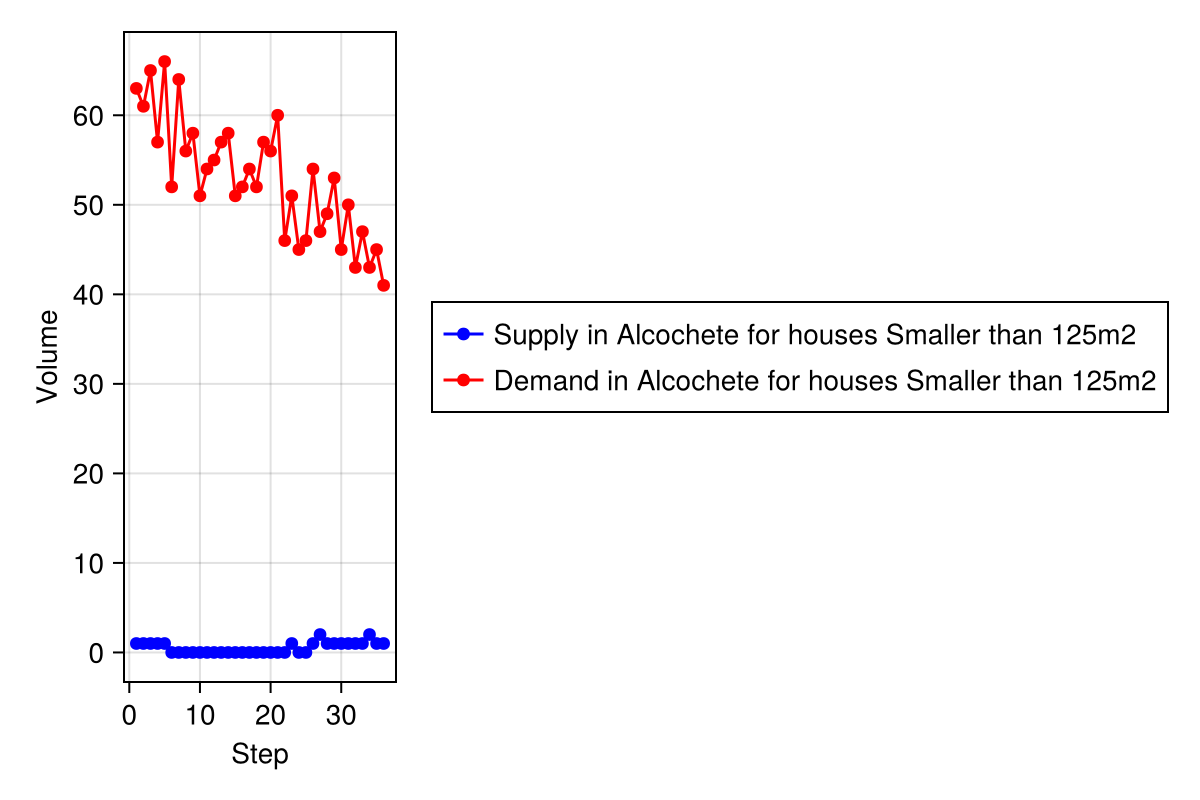 60
50
40
30
20
10
0
Volume
0 10 20 30
Step
Supply in Alcochete for houses Smaller than 125m2
Demand in Alcochete for houses Smaller than 125m2